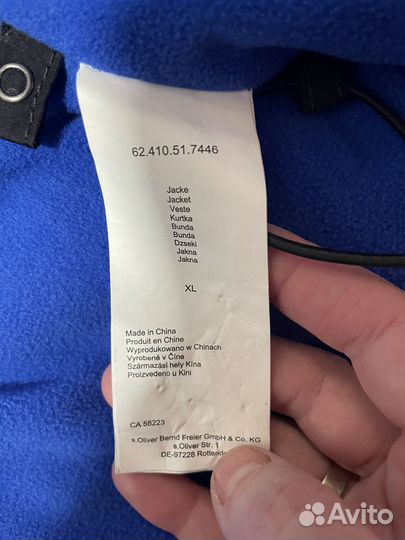 62.410.51.7446
Jacke
Jacket
Veste
Kurtka
Bunda
Bunda
Dzseki
Jakna
Jakna
XL
Made in China
Produit en Chine
Wyprodukowano w Chinach
Vyrobeně v Číne
Származási hely Kína
Proizvedeno u Kini
CA 58223
s.Oliver Bernd Freier GmbH & Co. KG
s.Oliver Str. 1
DE-97228 Rottend
Avito